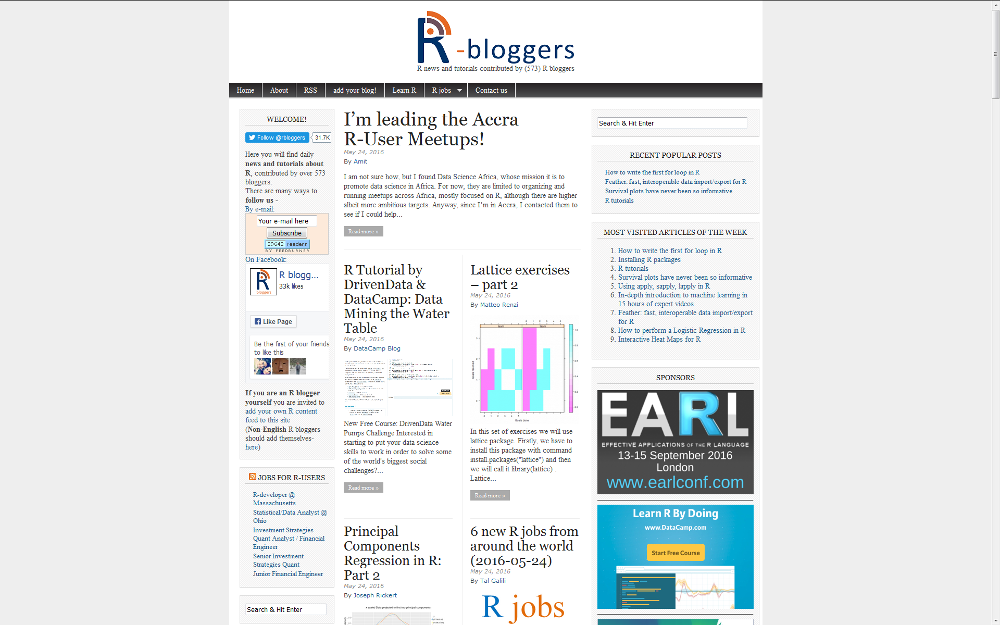 R-bloggers
R news and tutorials contributed by (573) R bloggers
Home
About
RSS
add your blog!
Learn R
R jobs
Contact us
WELCOME!
Follow @rbloggers
31.7K
Here you will find daily
news and tutorials about
R, contributed by over 573
bloggers.
There are many ways to
follow us -
By e-mail:
Your e-mail here
Subscribe
29642 readers
BY FEEDBURNER
On Facebook:
R blogg...
33k likes
bloggers
Like Page
Be the first of your friends
to like this
If you are an R blogger
yourself you are invited to
add your own R content
feed to this site
(Non-English R bloggers
should add themselves-
here)
JOBS FOR R-USERS
R-developer @
Massachusetts
Statistical/Data Analyst @
Ohio
Investment Strategies
Quant Analyst / Financial
Engineer
Senior Investment
Strategies Quant
Junior Financial Engineer
Search & Hit Enter
I’m leading the Accra
R-User Meetups!
May 24, 2016
By Amit
I am not sure how, but I found Data Science Africa, whose mission it is to
promote data science in Africa. For now, they are limited to organizing and
running meetups across Africa, mostly focused on R, although there are higher
albeit more ambitious targets. Anyway, since I’m in Accra, I contacted them to
see if I could help...
Read more »
R Tutorial by
DrivenData &
DataCamp: Data
Mining the Water
Table
May 24, 2016
By DataCamp Blog
New Free Course: DrivenData Water
Pumps Challenge Interested in
starting to put your data science
skills to work in order to solve some
of the world's biggest social
challenges?...
Read more »
Lattice exercises
– part 2
May 24, 2016
By Matteo Renzi
team
team
Goals received
Goals done
In this set of exercises we will use
lattice package. Firstly, we have to
install this package with command
install.packages("lattice") and then
we will call it library(lattice) .
Lattice...
Read more »
Principal
Components
Regression in R:
Part 2
May 24, 2016
By Joseph Rickert
x scaled Data projected to first two principal components
6 new R jobs from
around the world
(2016-05-24)
May 24, 2016
By Tal Galili
R jobs
Search & Hit Enter
RECENT POPULAR POSTS
How to write the first for loop in R
Feather: fast, interoperable data import/export for R
Survival plots have never been so informative
R tutorials
MOST VISITED ARTICLES OF THE WEEK
1. How to write the first for loop in R
2. Installing R packages
3. R tutorials
4. Survival plots have never been so informative
5. Using apply, sapply, lapply in R
6. In-depth introduction to machine learning in
15 hours of expert videos
7. Feather: fast, interoperable data import/export
for R
8. How to perform a Logistic Regression in R
9. Interactive Heat Maps for R
SPONSORS
EARL
EFFECTIVE APPLICATIONS OF THE R LANGUAGE
13-15 September 2016
London
www.earlconf.com
Learn R By Doing
www.DataCamp.com
Start Free Course